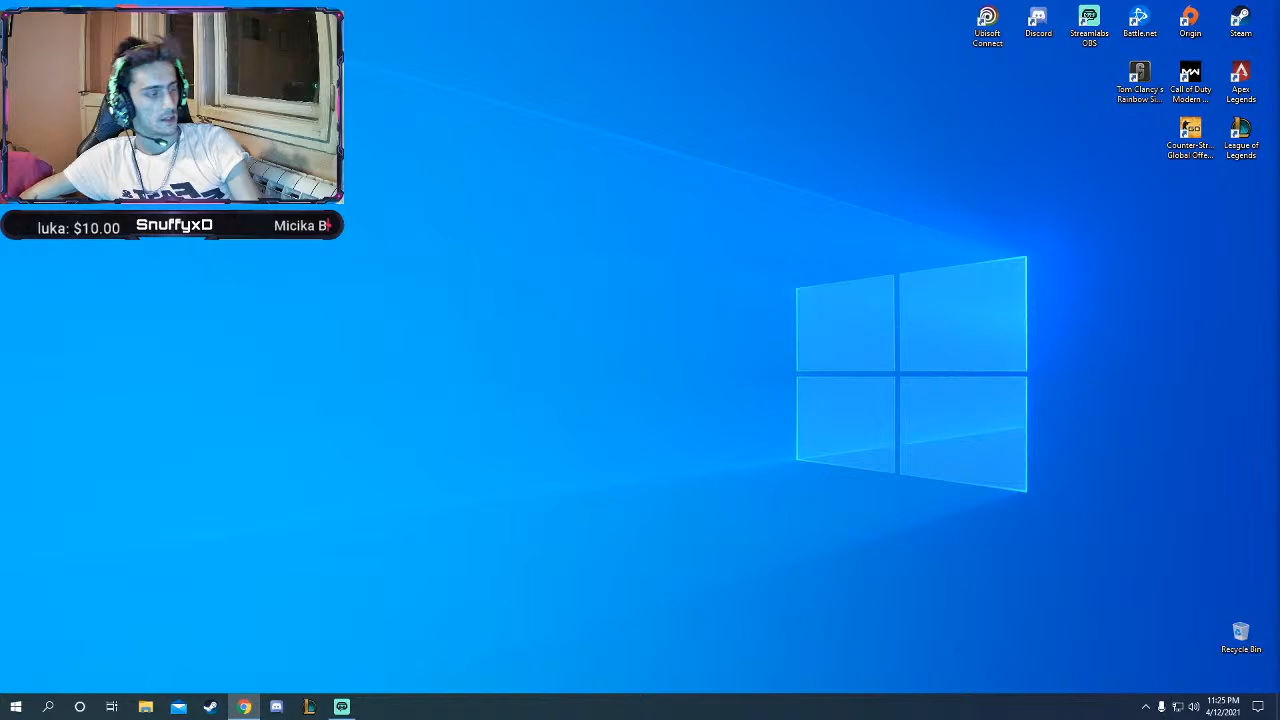 Ubisoft
Connect
Discord
Streamlabs
OBS
Battle.net
Origin
Steam
Tom Clancy's
Rainbow Si...
Call of Duty
Modern ...
Apex
Legends
Counter-Str...
Global Offe...
League of
Legends
luka: $10.00
SnuffyxD
Micika B
Recycle Bin
11:25 PM
4/12/2021